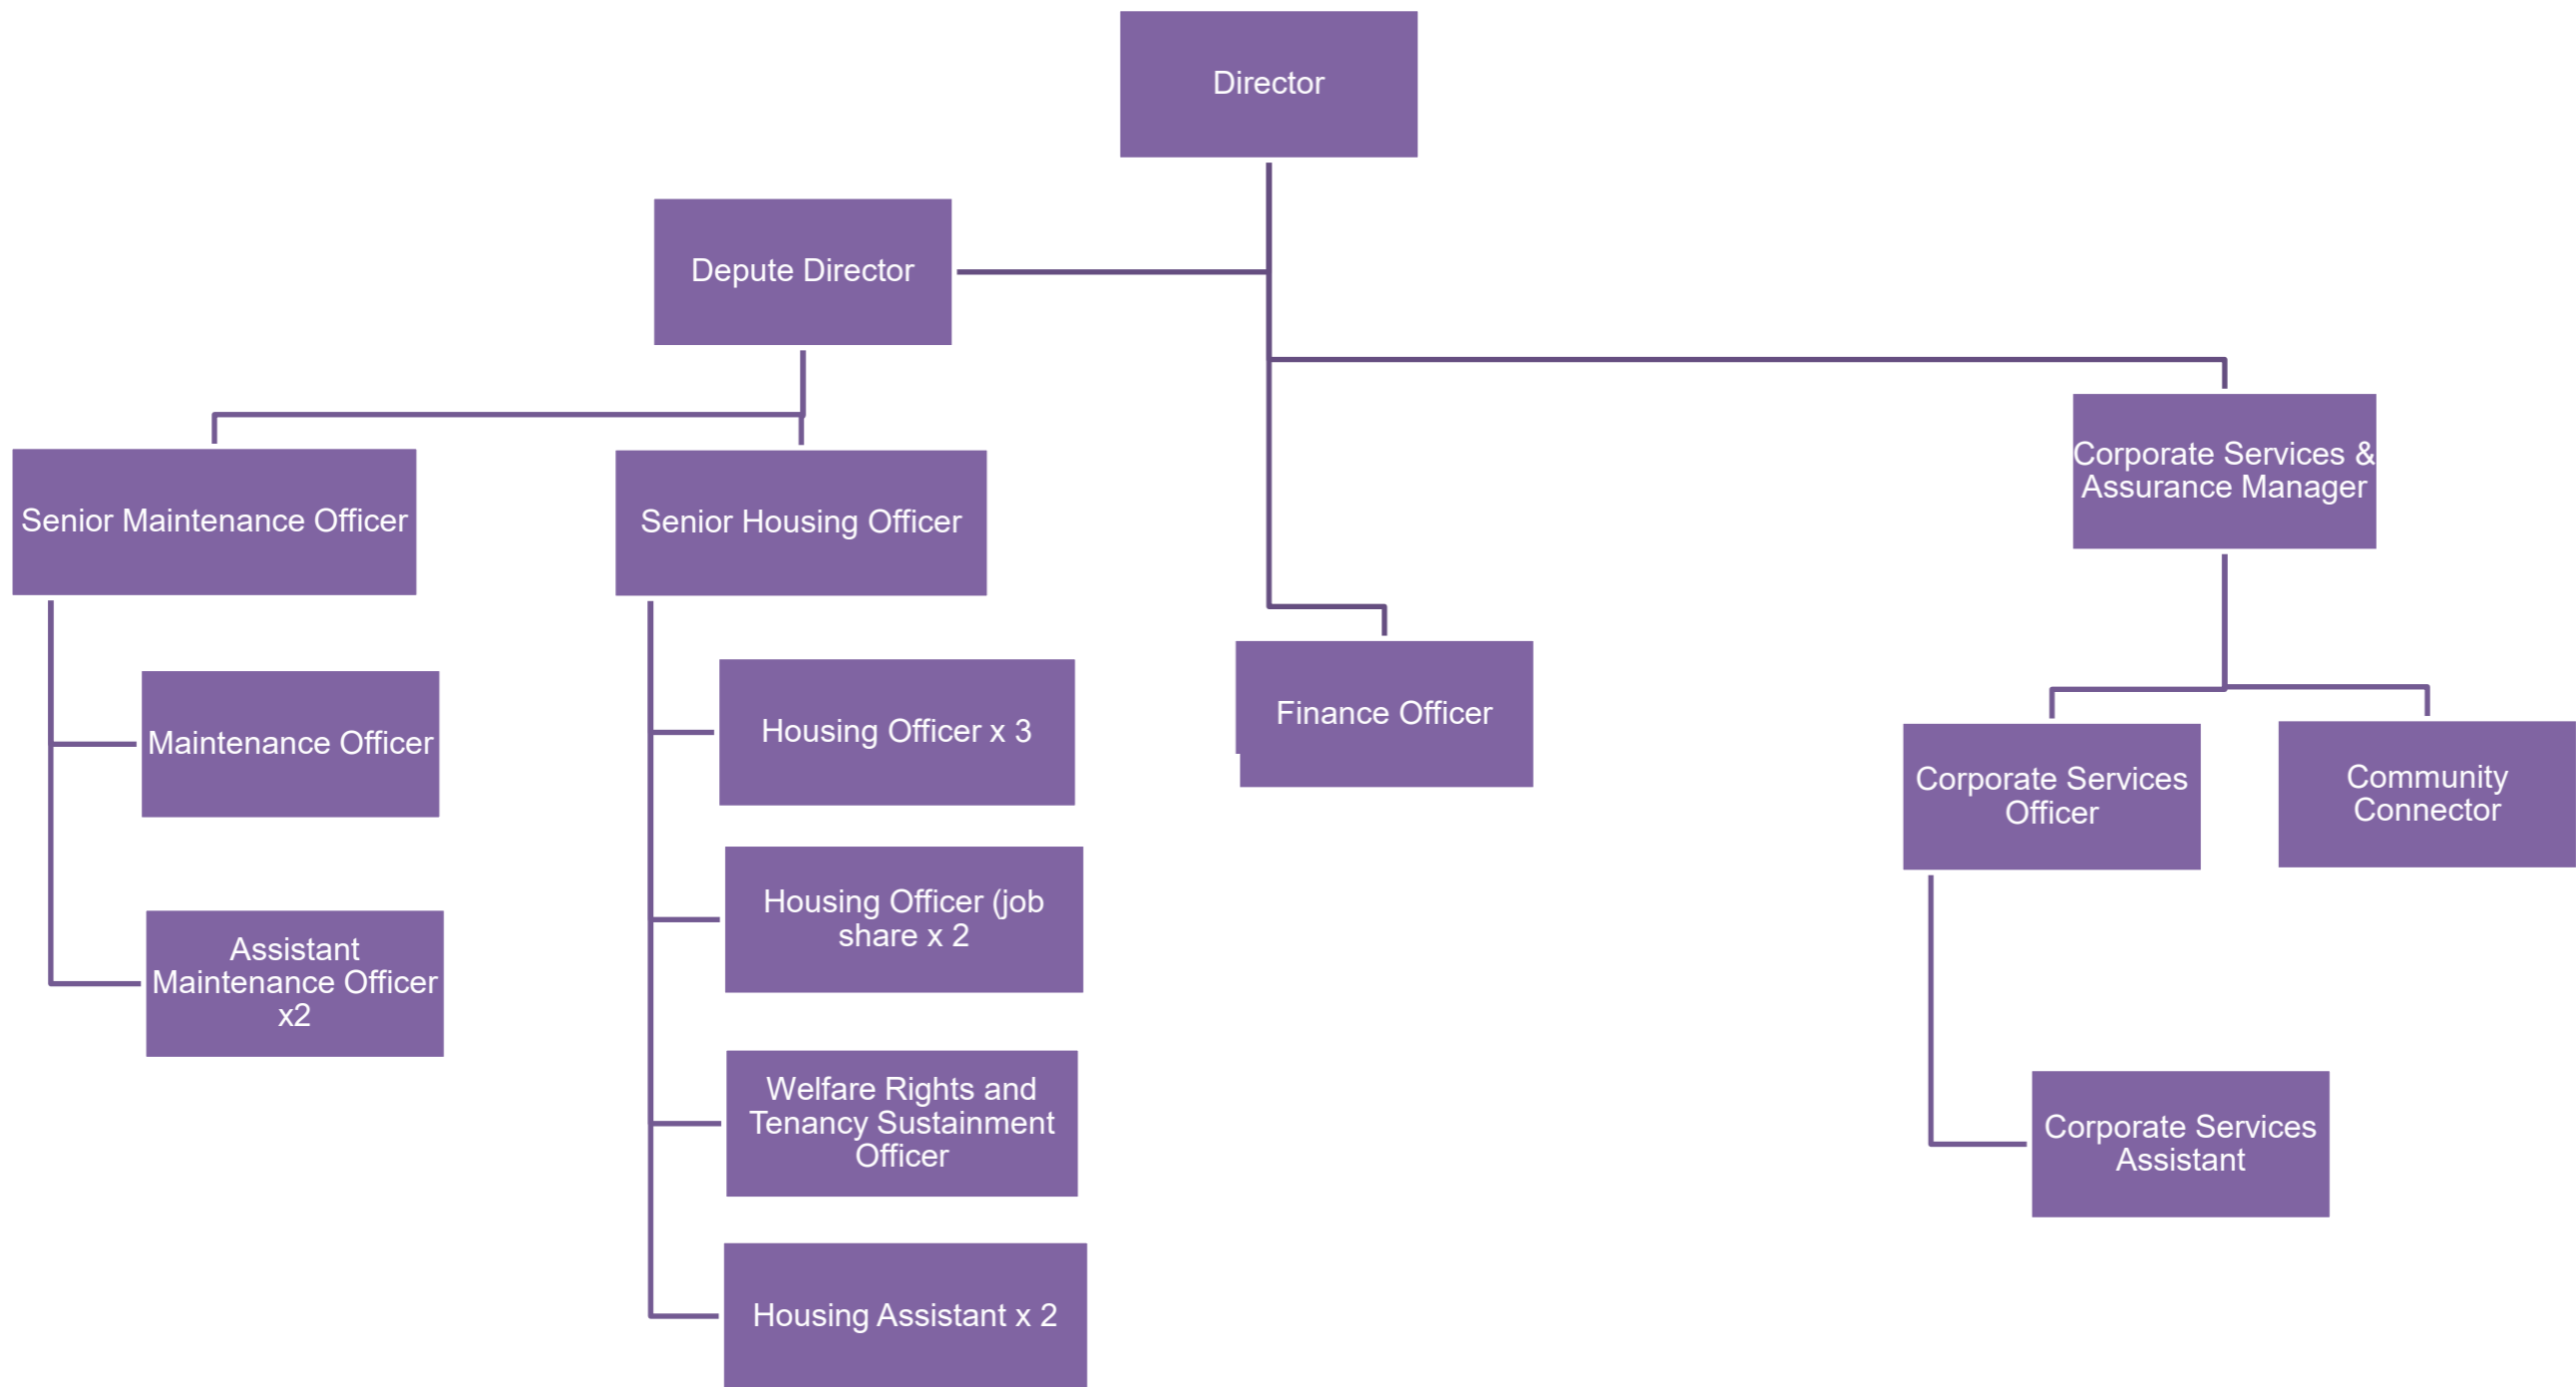 Director
Depute Director
Senior Maintenance Officer
Senior Housing Officer
Corporate Services &
Assurance Manager
Maintenance Officer
Assistant
Maintenance Officer
x2
Housing Officer x 3
Housing Officer (job
share x 2
Welfare Rights and
Tenancy Sustainment
Officer
Housing Assistant x 2
Finance Officer
Corporate Services
Officer
Community
Connector
Corporate Services
Assistant